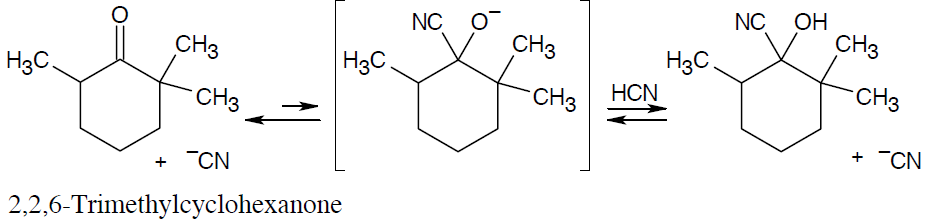 O
H3C
CH3
CH3
+ –CN
NC O–
H3C
CH3
CH3
HCN
NC OH
H3C
CH3
CH3
+ –CN
2,2,6-Trimethylcyclohexanone